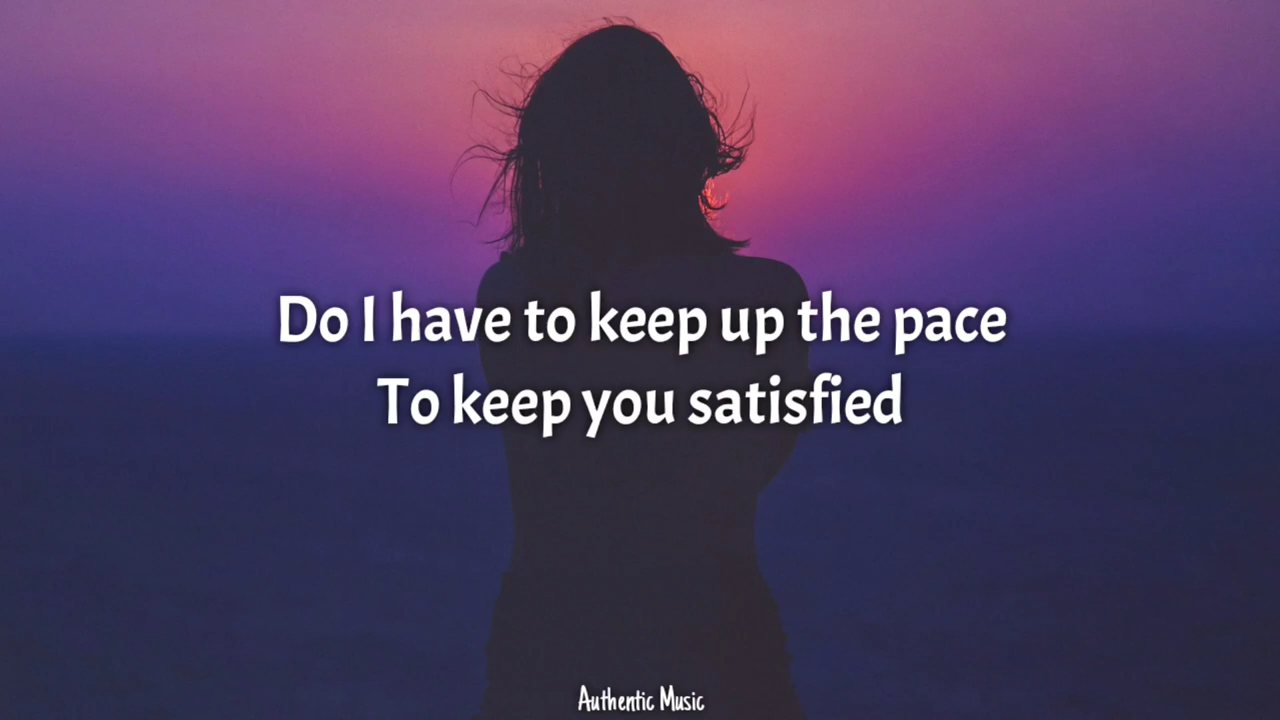 Do I have to keep up the pace
To keep you satisfied
Authentic Music